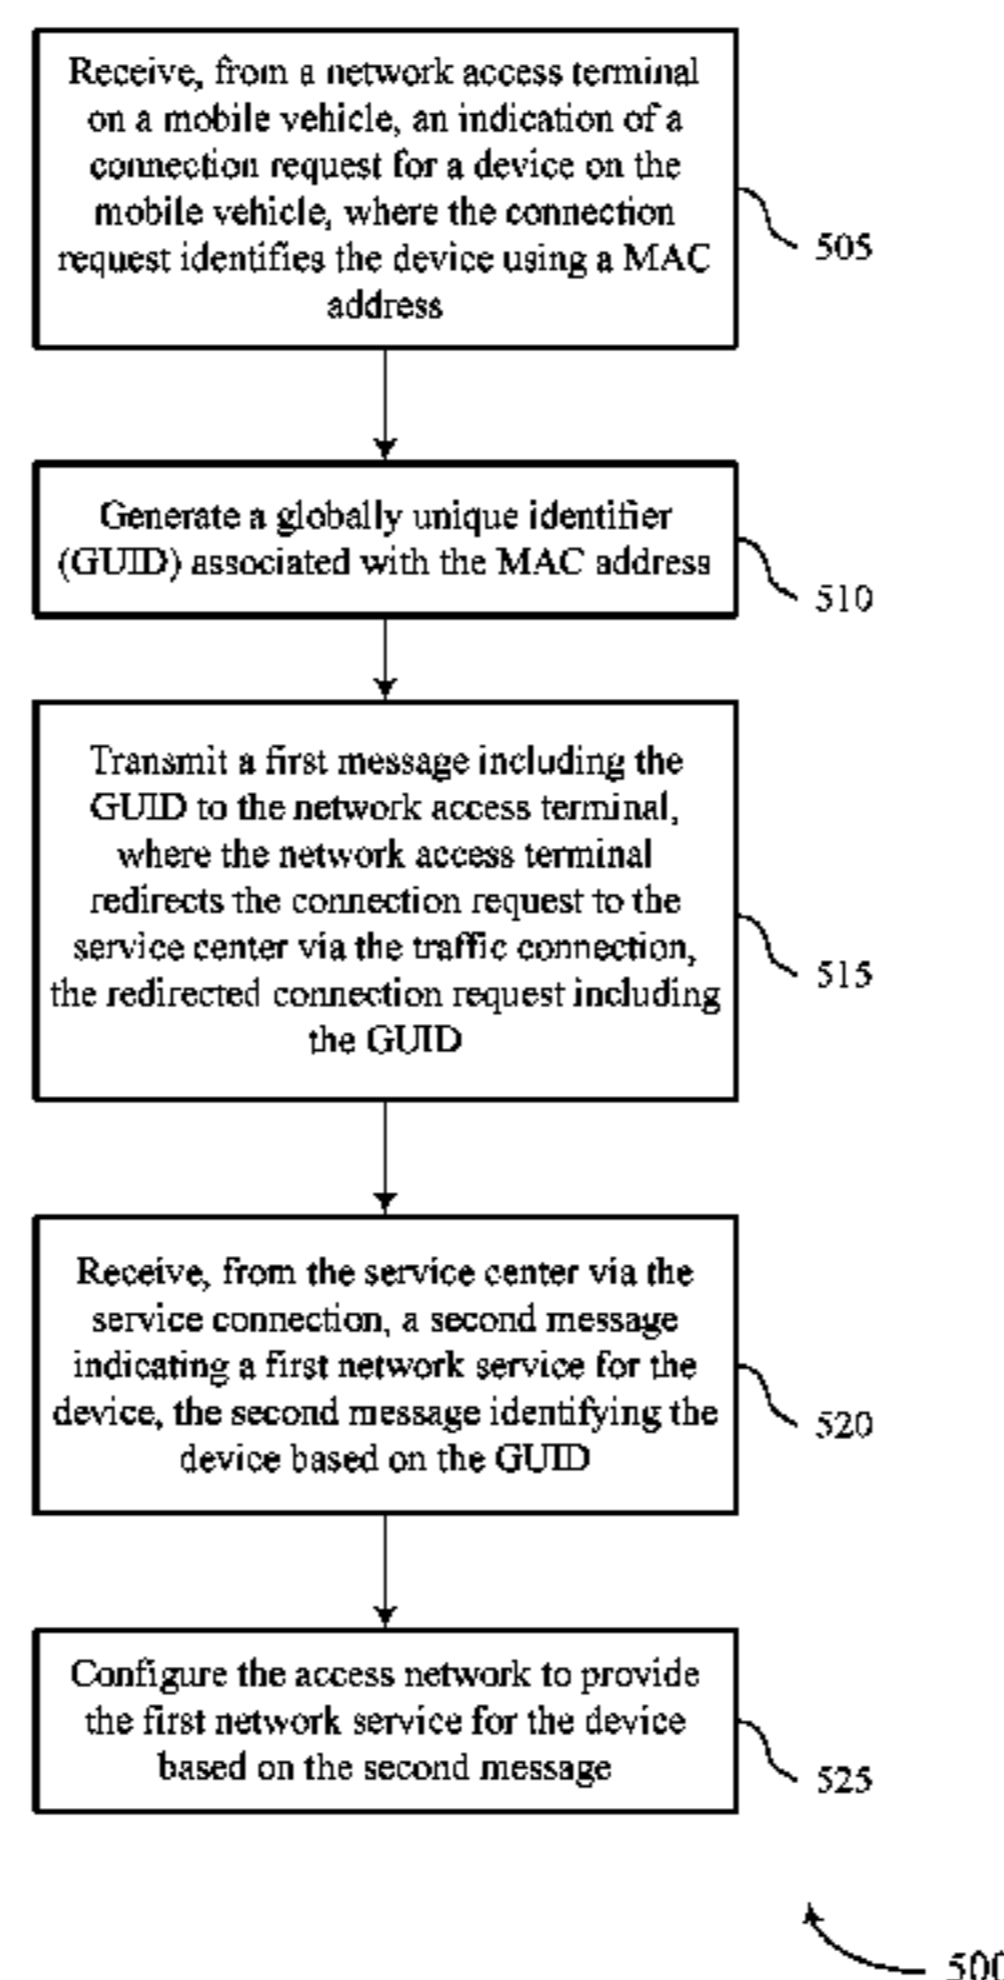 Receive, from a network access terminal
on a mobile vehicle, an indication of a
connection request for a device on the
mobile vehicle, where the connection
request identifies the device using a MAC
address
505
Generate a globally unique identifier
(GUID) associated with the MAC address
510
Transmit a first message including the
GUID to the network access terminal,
where the network access terminal
redirects the connection request to the
service center via the traffic connection,
the redirected connection request including
the GUID
515
Receive, from the service center via the
service connection, a second message
indicating a first network service for the
device, the second message identifying the
device based on the GUID
520
Configure the access network to provide
the first network service for the device
based on the second message
525
500